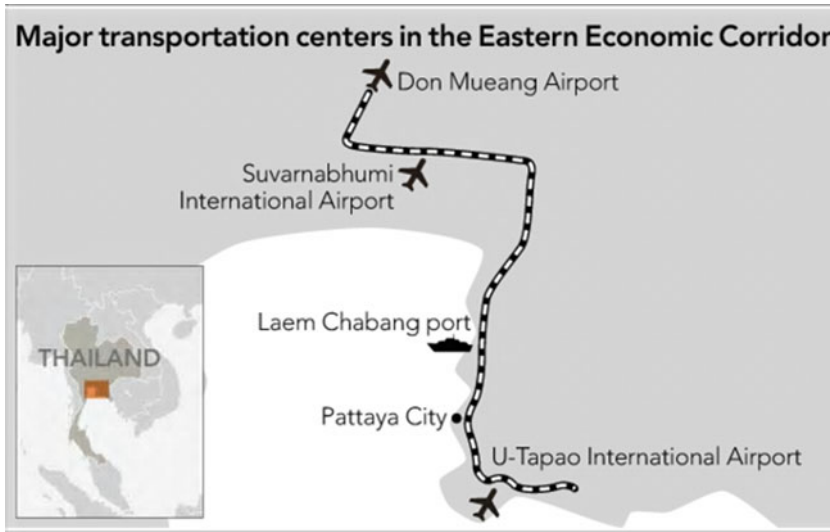 Major transportation centers in the Eastern Economic Corridor
Don Mueang Airport
Suvarnabhumi
International Airport
Laem Chabang port
THAILAND
Pattaya City
U-Tapao International Airport